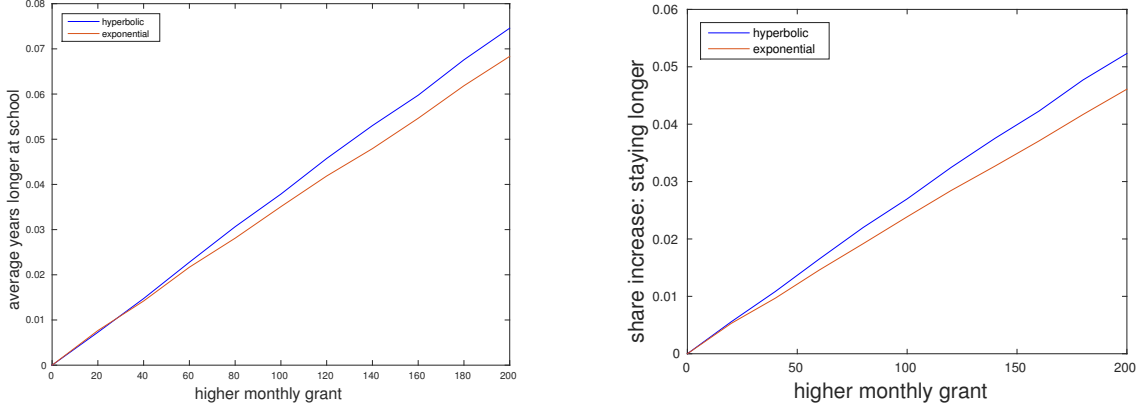 0.08
0.07
0.06
0.05
0.04
0.03
0.02
0.01
0
average years longer at school
hyperbolic
exponential
0 20 40 60 80 100 120 140 160 180 200
higher monthly grant
0.06
0.05
0.04
0.03
0.02
0.01
0
share increase: staying longer
hyperbolic
exponential
0 50 100 150 200
higher monthly grant